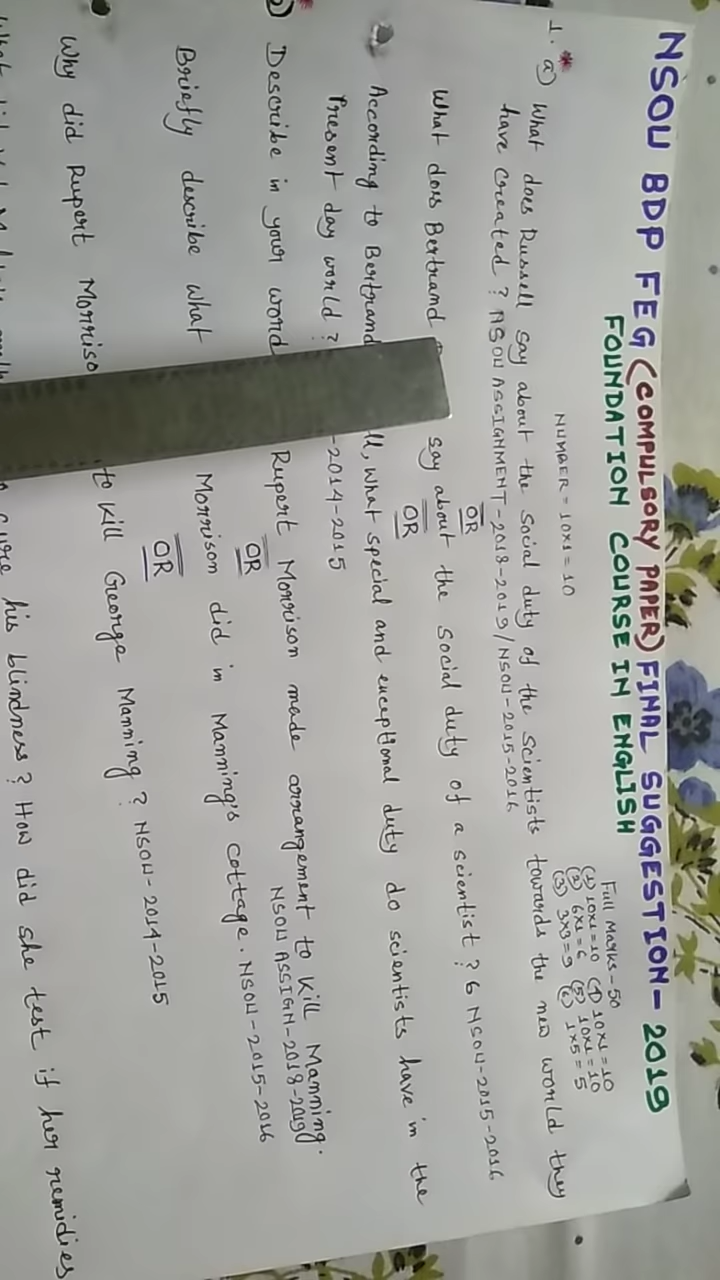 NSOU BDP FEG (COMPULSORY PAPER) FINAL SUGGESTION- 2019
FOUNDATION COURSE IN ENGLISH
Full Marks-50
(1) 10x1=10 (4) 10x1=10
(2) 6x1=6 (5) 10x1=10
(3) 3x3=9 (6) 1x5=5
NUMBER = 10x1 = 10
1. * a) What does Russell say about the Social duty of the Scientists towards the new world they
have created? NSOU ASSIGNMENT-2018-2019/NSOU-2015-2016
OR
What does Bertrand say about the social duty of a scientist? 6 NSOU-2015-2016
OR
According to Bertrand ll, what special and exceptional duty do scientists have in the
Present day world? -2014-2015
Describe in your word Rupert Morrison made arrangement to kill Manning.
NSOU ASSIGN-2018-2019
OR
Briefly describe what Morrison did in Manning's cottage. NSOU-2015-2016
OR
Why did Rupert Morriso to kill George Manning? NSOU-2014-2015
his blindness? How did she test if her remidies